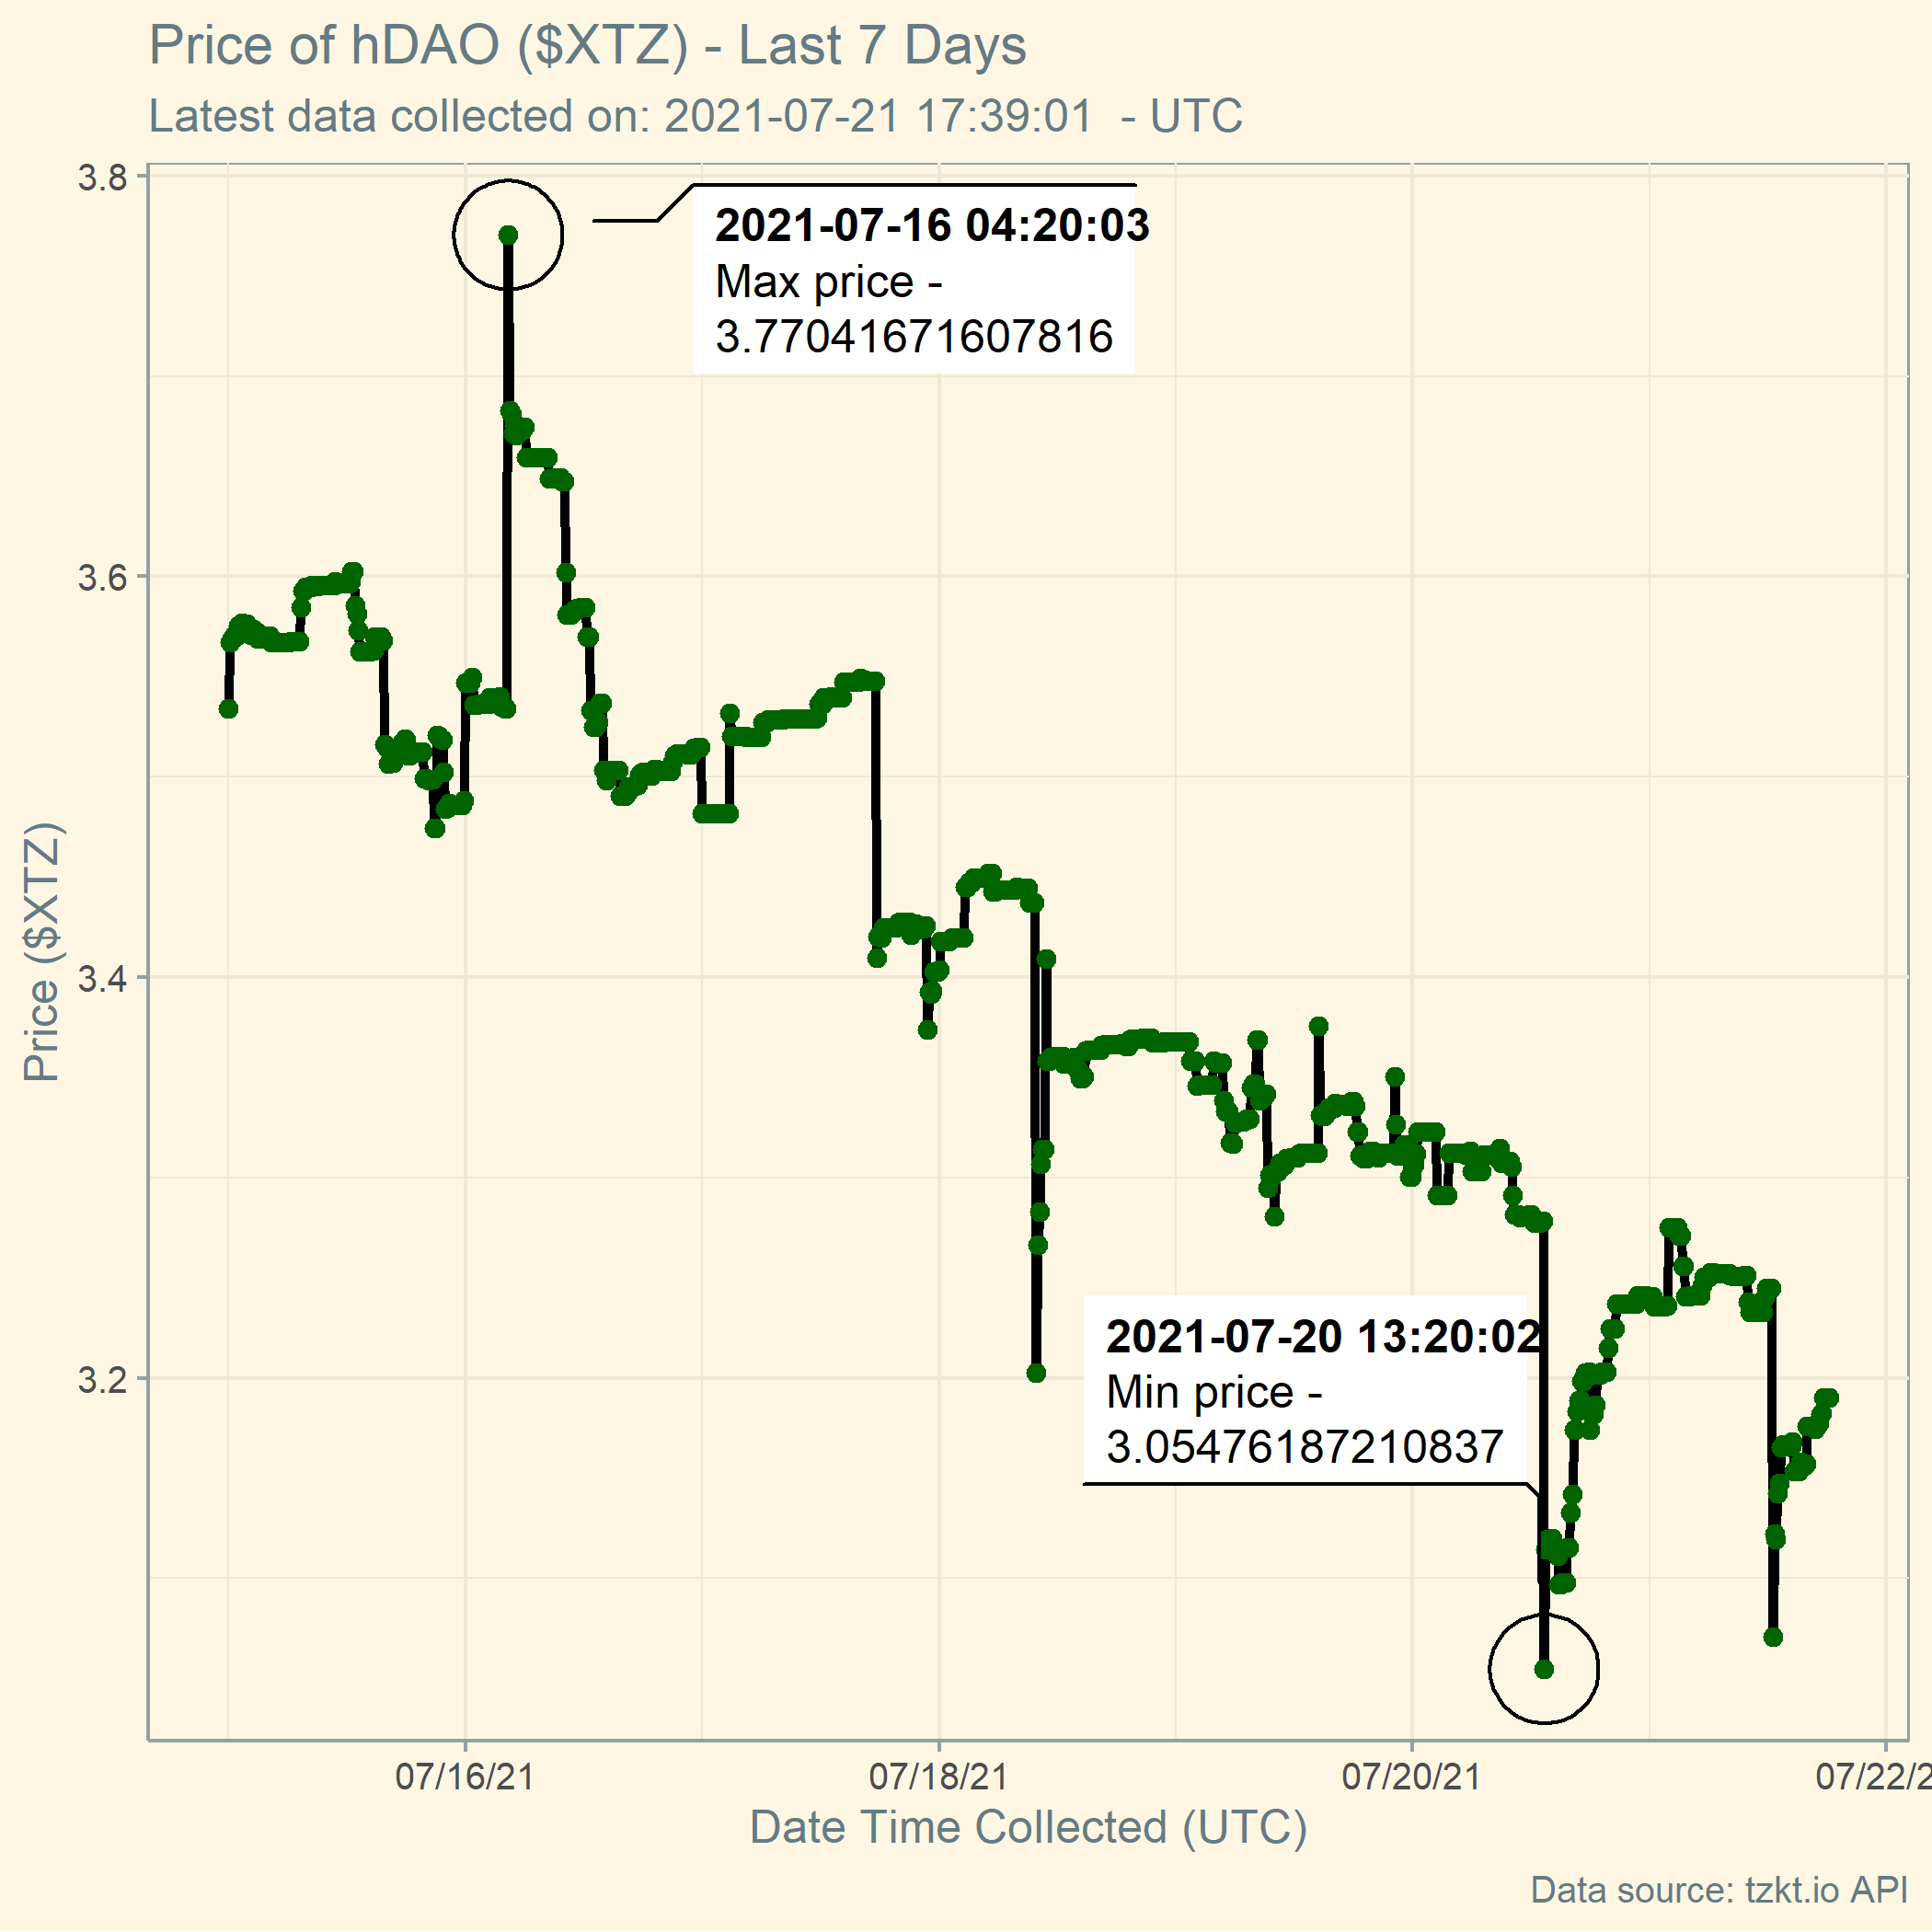 Price of hDAO ($XTZ) - Last 7 Days
Latest data collected on: 2021-07-21 17:39:01  - UTC
3.8
2021-07-16 04:20:03
Max price -
3.77041671607816
3.6
Price ($XTZ)
3.4
2021-07-20 13:20:02
Min price -
3.05476187210837
3.2
07/16/21
07/18/21
07/20/21
07/22/2
Date Time Collected (UTC)
Data source: tzkt.io API